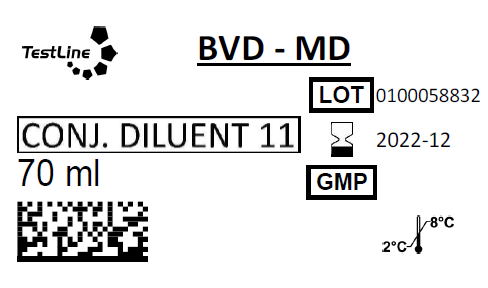 TestLine
BVD - MD
LOT 0100058832
CONJ. DILUENT 11
2022-12
70 ml
GMP
8°C
2°C